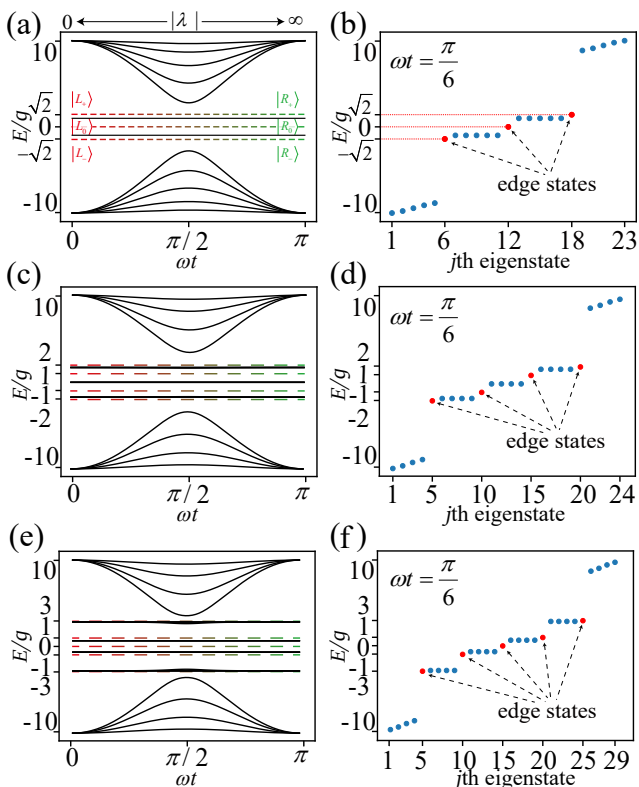 (a)
0
|λ|
∞
10
√2
0
-√2
-10
E/g
|L₊⟩
|L₀⟩
|L₋⟩
|R₊⟩
|R₀⟩
|R₋⟩
0
π/2
π
ωt
(b)
ωt = π/6
10
√2
0
-√2
-10
E/g
edge states
1
6
12
18
23
jth eigenstate
(c)
10
2
1
-1
-2
-10
E/g
0
π/2
π
ωt
(d)
ωt = π/6
10
2
1
-1
-2
-10
E/g
edge states
1
5
10
15
20
24
jth eigenstate
(e)
10
3
1
0
-1
-3
-10
E/g
0
π/2
π
ωt
(f)
ωt = π/6
10
3
1
0
-1
-3
-10
E/g
edge states
1
5
10
15
20
25
29
jth eigenstate